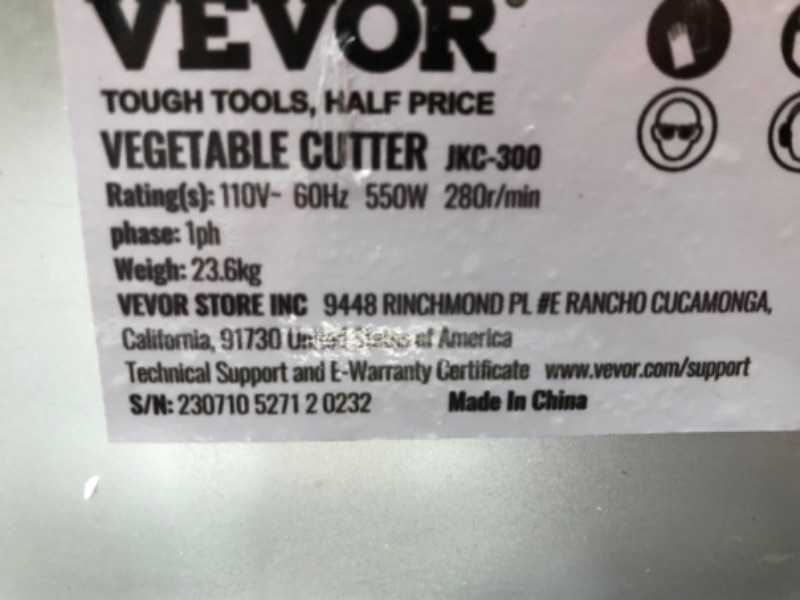 VEVOR®
TOUGH TOOLS, HALF PRICE
VEGETABLE CUTTER JKC-300
Rating(s): 110V~ 60Hz 550W 280r/min
phase: 1ph
Weigh: 23.6kg
VEVOR STORE INC 9448 RINCHMOND PL #E RANCHO CUCAMONGA,
California, 91730 United States of America
Technical Support and E-Warranty Certificate www.vevor.com/support
S/N: 230710 5271 2 0232 Made In China